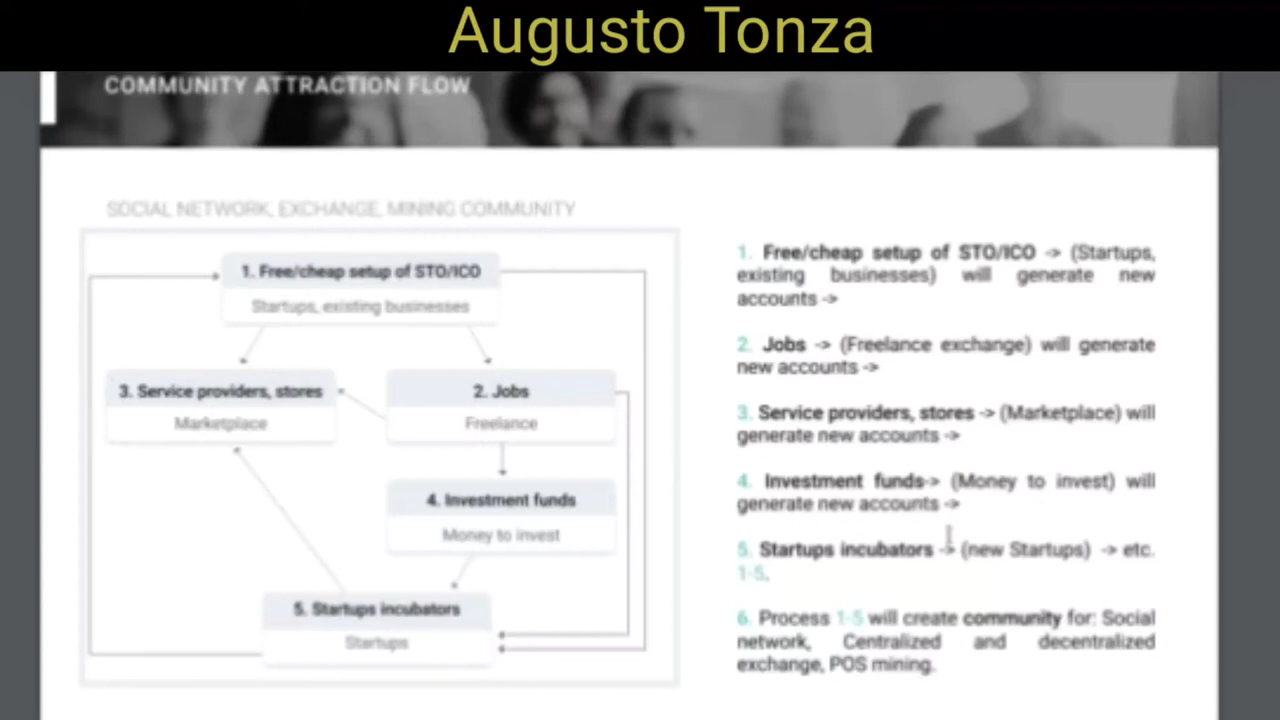 Augusto Tonza
COMMUNITY ATTRACTION FLOW
SOCIAL NETWORK, EXCHANGE, MINING COMMUNITY
1. Free/cheap setup of STO/ICO
Startups, existing businesses
3. Service providers, stores
Marketplace
2. Jobs
Freelance
4. Investment funds
Money to invest
5. Startups incubators
Startups
1. Free/cheap setup of STO/ICO -> (Startups,
existing businesses) will generate new
accounts ->
2. Jobs -> (Freelance exchange) will generate
new accounts ->
3. Service providers, stores -> (Marketplace) will
generate new accounts ->
4. Investment funds-> (Money to invest) will
generate new accounts ->
5. Startups incubators -> (new Startups) -> etc.
1-5.
6. Process 1-5 will create community for: Social
network, Centralized and decentralized
exchange, POS mining.